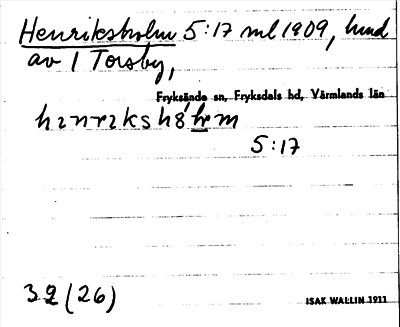 Henriksholm 5:17 ml 1909, hmd
av 1 Torsby,
Fryksände sn, Fryksdals hd, Värmlands län
5:17
32 (26)
ISAK WALLIN 1911